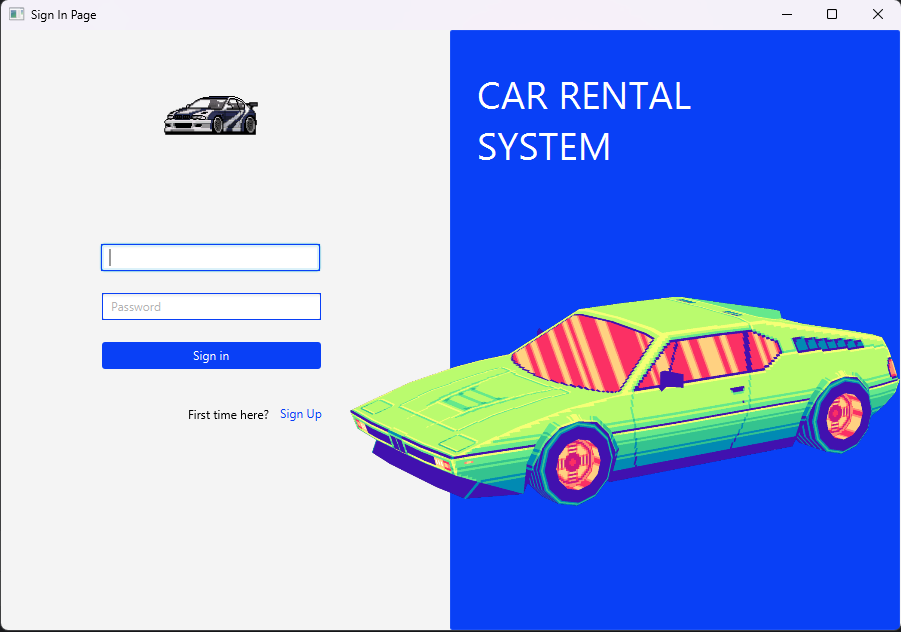 Sign In Page
CAR RENTAL
SYSTEM
Password
Sign in
First time here? Sign Up